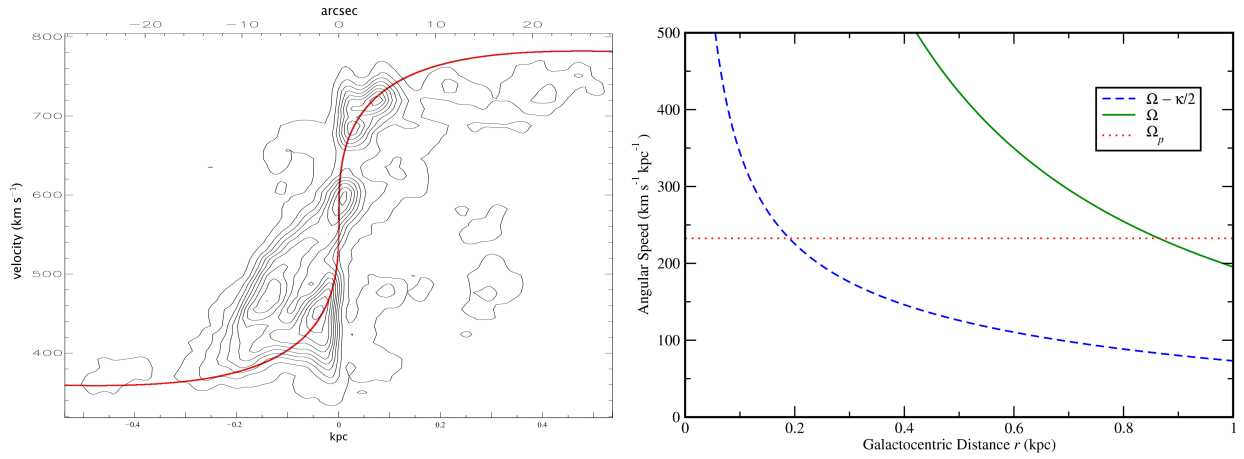 arcsec
−20 −10 0 10 20
800
700
600
500
400
velocity (km s⁻¹)
−0.4 −0.2 0 0.2 0.4
kpc
500
400
300
200
100
0
Angular Speed (km s⁻¹ kpc⁻¹)
Ω − κ/2
Ω
Ωₚ
0 0.2 0.4 0.6 0.8 1
Galactocentric Distance r (kpc)